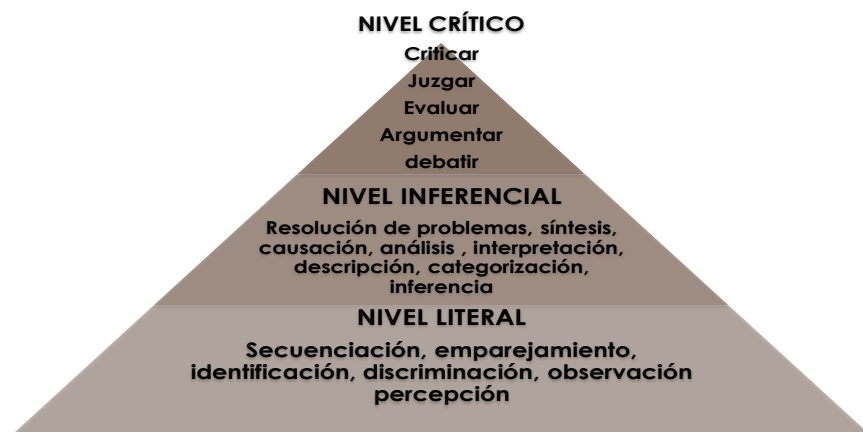 NIVEL CRÍTICO
Criticar
Juzgar
Evaluar
Argumentar
debatir
NIVEL INFERENCIAL
Resolución de problemas, síntesis,
causación, análisis , interpretación,
descripción, categorización,
inferencia
NIVEL LITERAL
Secuenciación, emparejamiento,
identificación, discriminación, observación
percepción